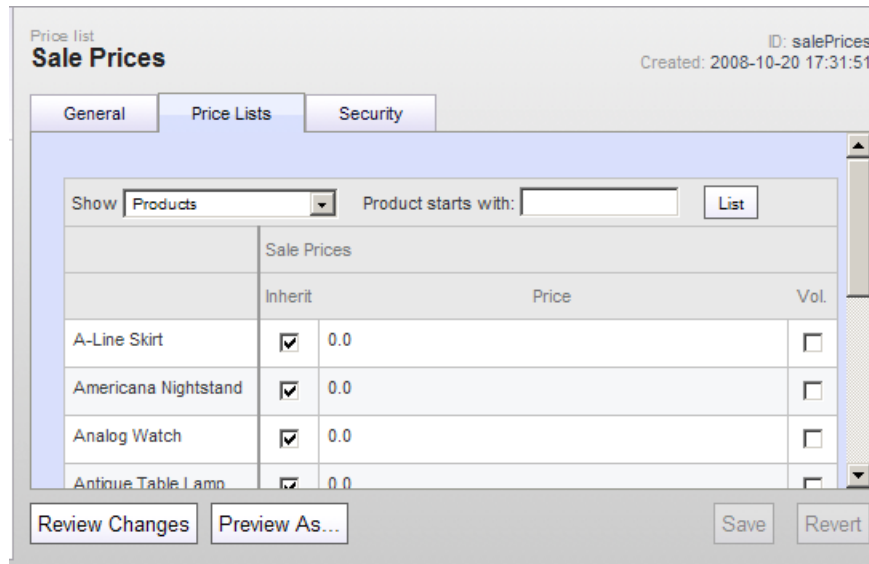 Price list
Sale Prices
ID: salePrices
Created: 2008-10-20 17:31:51
General Price Lists Security
Show Products Product starts with: List
Sale Prices
Inherit Price Vol.
A-Line Skirt 0.0
Americana Nightstand 0.0
Analog Watch 0.0
Antique Table Lamp 0.0
Review Changes Preview As... Save Revert